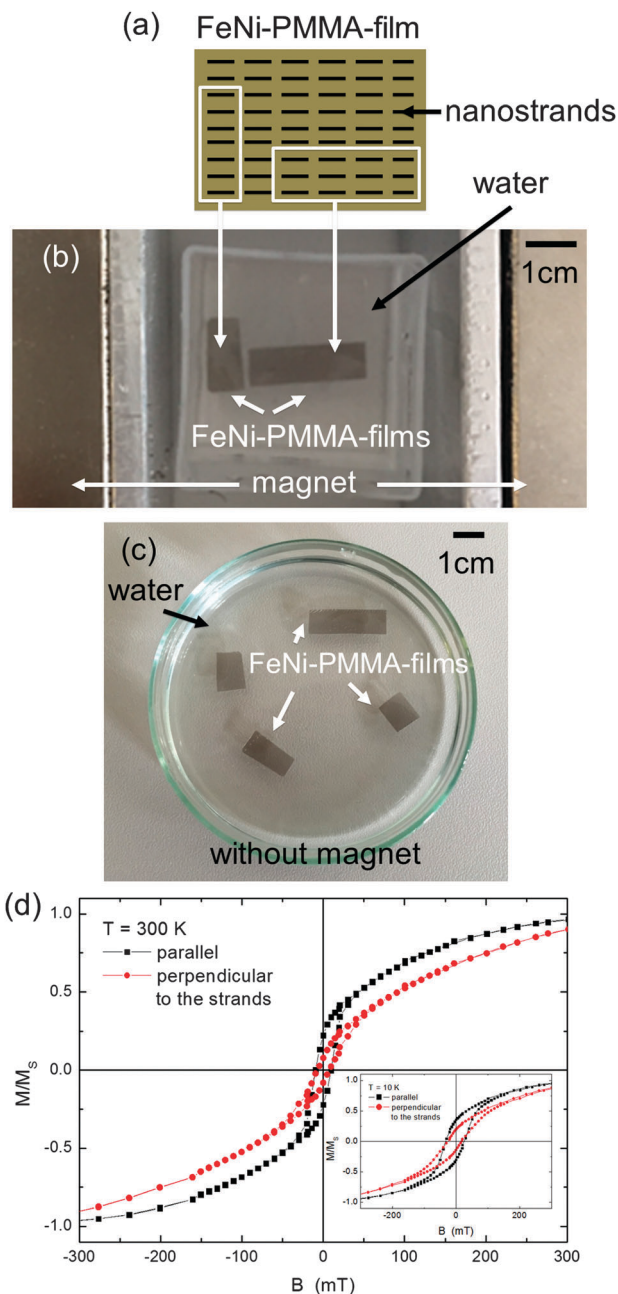 (a) FeNi-PMMA-film
nanostrands
water
(b)
1cm
FeNi-PMMA-films
magnet
(c)
1cm
water
FeNi-PMMA-films
without magnet
(d)
1.0
T = 300 K
parallel
perpendicular
to the strands
0.5
M/M_S
0.0
-0.5
-1.0
-300 -200 -100 0 100 200 300
B (mT)
T = 10 K
parallel
perpendicular
to the strands
1.0
0.5
M/M_S
0.0
-0.5
-1.0
-200 0 200
B (mT)